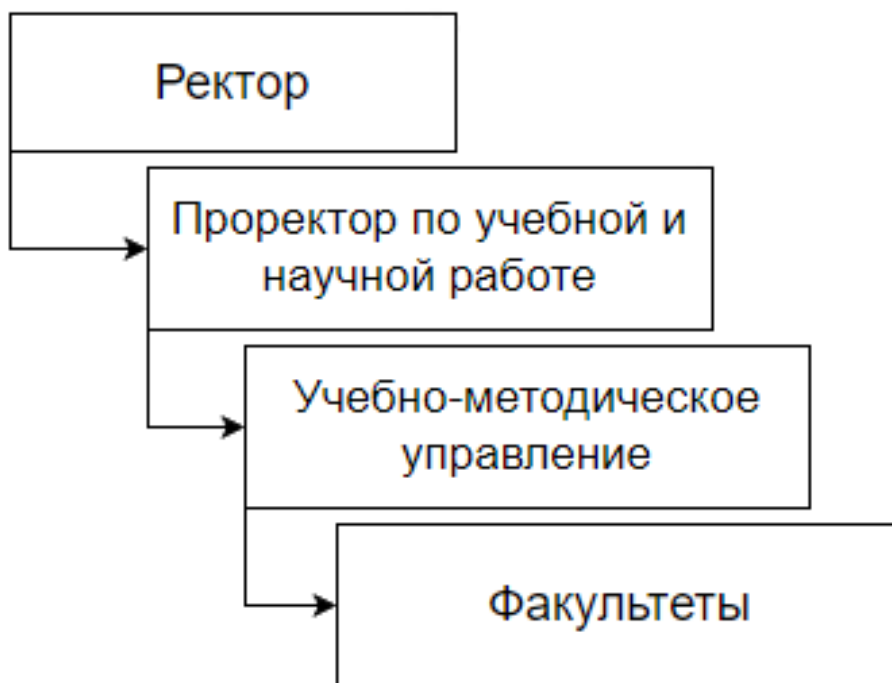 Ректор
Проректор по учебной и
научной работе
Учебно-методическое
управление
Факультеты